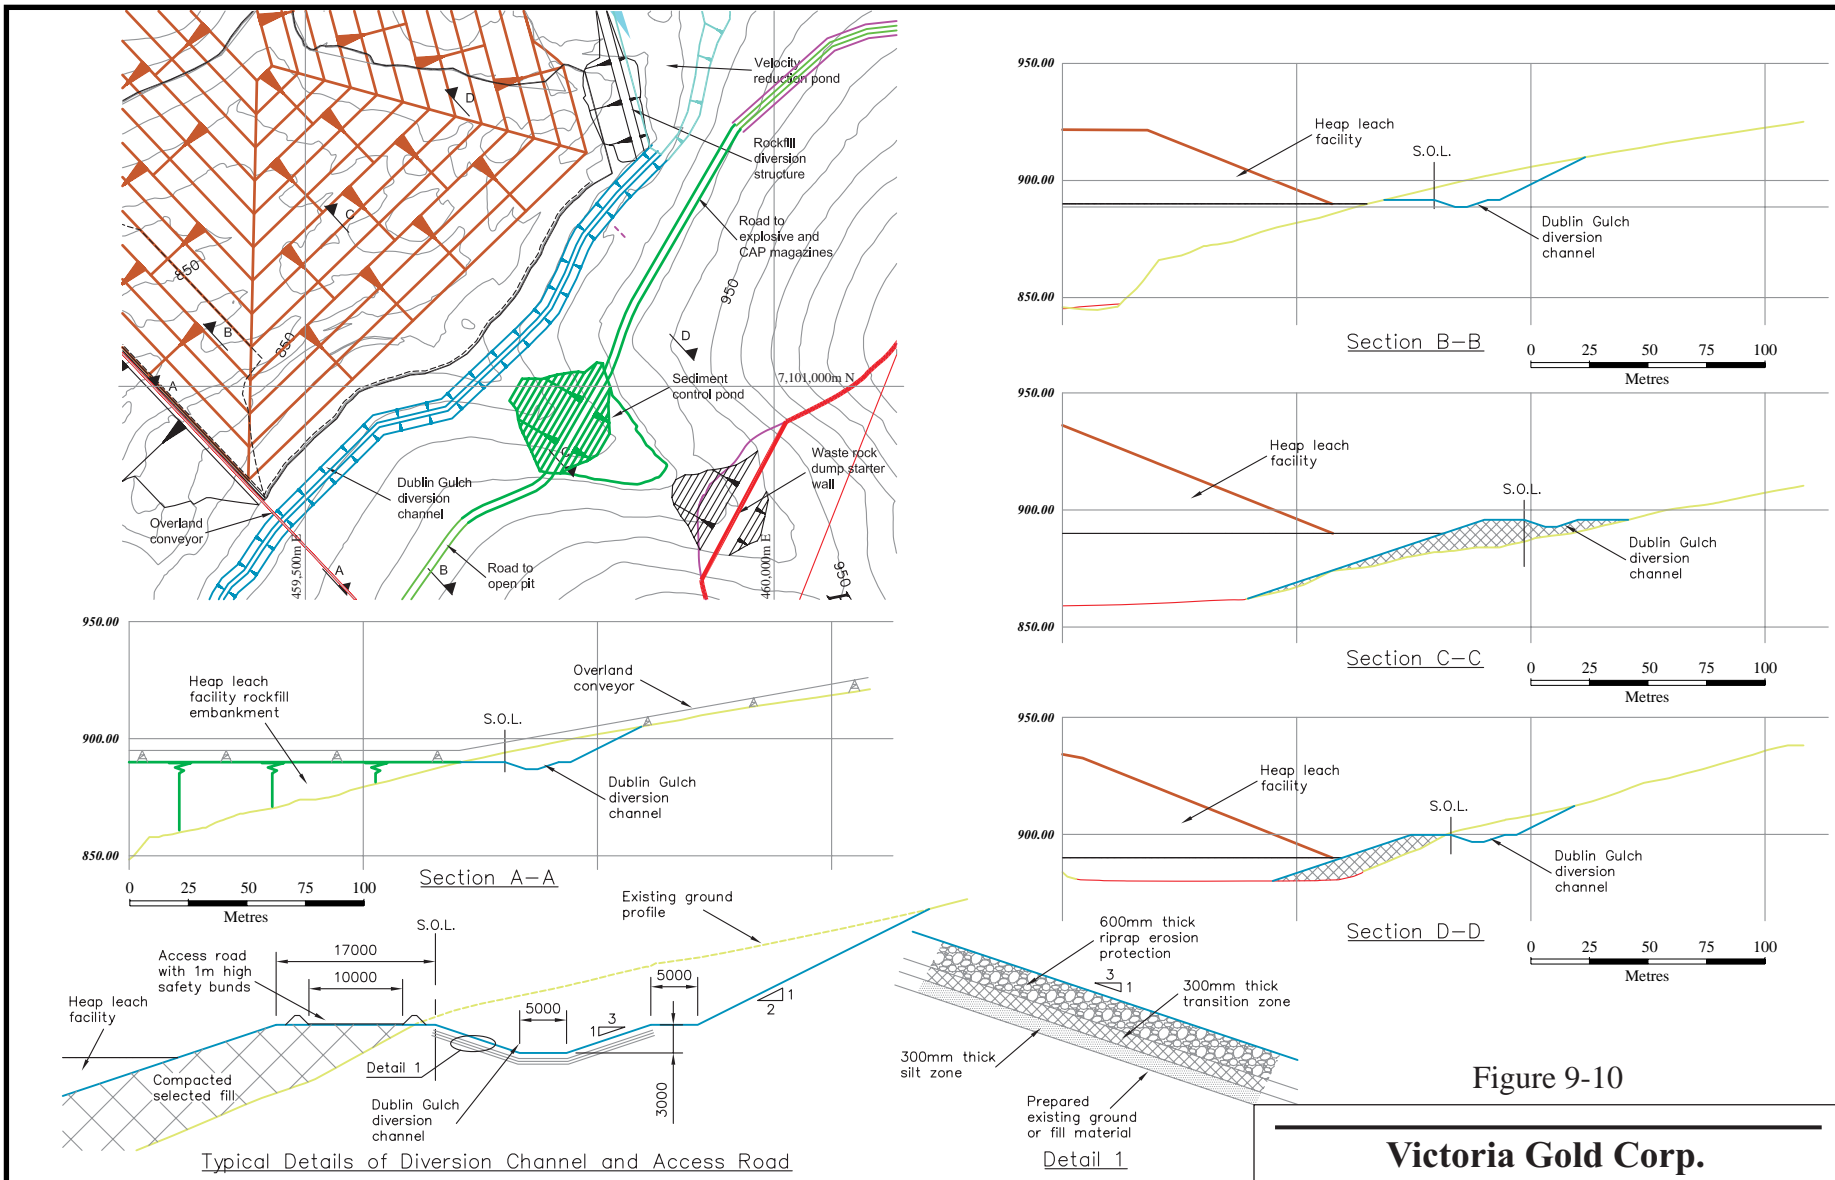 Velocity
reduction pond
D
Rockfill
diversion
structure
C
Road to
explosive and
CAP magazines
850
B
850
950
D
A
Sediment
control pond
7,101,000m N
C
Waste rock
dump starter
wall
Dublin Gulch
diversion
channel
Overland
conveyor
459,500m E
A
Road to
open pit
B
460,000m E
950
950.00
Heap leach
facility rockfill
embankment
Overland
conveyor
S.O.L.
900.00
Dublin Gulch
diversion
channel
850.00
Section A-A
0 25 50 75 100
Metres
Existing ground
profile
S.O.L.
Access road
with 1m high
safety bunds
17000
10000
5000
5000
Heap leach
facility
3
1
1
2
Detail 1
3000
Compacted
selected fill
Dublin Gulch
diversion
channel
Typical Details of Diversion Channel and Access Road
950.00
Heap leach
facility
S.O.L.
900.00
Dublin Gulch
diversion
channel
850.00
Section B-B
0 25 50 75 100
Metres
950.00
Heap leach
facility
S.O.L.
900.00
Dublin Gulch
diversion
channel
850.00
Section C-C
0 25 50 75 100
Metres
950.00
Heap leach
facility
S.O.L.
900.00
Dublin Gulch
diversion
channel
Section D-D
0 25 50 75 100
Metres
600mm thick
riprap erosion
protection
3
1
300mm thick
transition zone
300mm thick
silt zone
Prepared
existing ground
or fill material
Detail 1
Figure 9-10
Victoria Gold Corp.